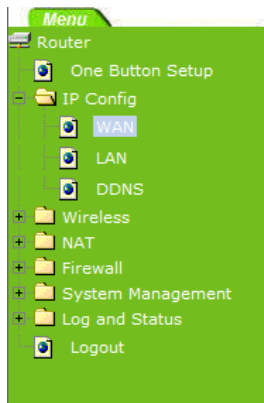 Menu
Router
One Button Setup
IP Config
WAN
LAN
DDNS
Wireless
NAT
Firewall
System Management
Log and Status
Logout